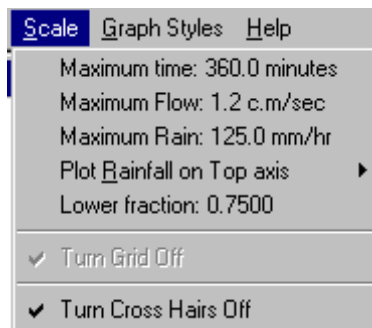 Scale Graph Styles Help
Maximum time: 360.0 minutes
Maximum Flow: 1.2 c.m/sec
Maximum Rain: 125.0 mm/hr
Plot Rainfall on Top axis
Lower fraction: 0.7500
Turn Grid Off
Turn Cross Hairs Off